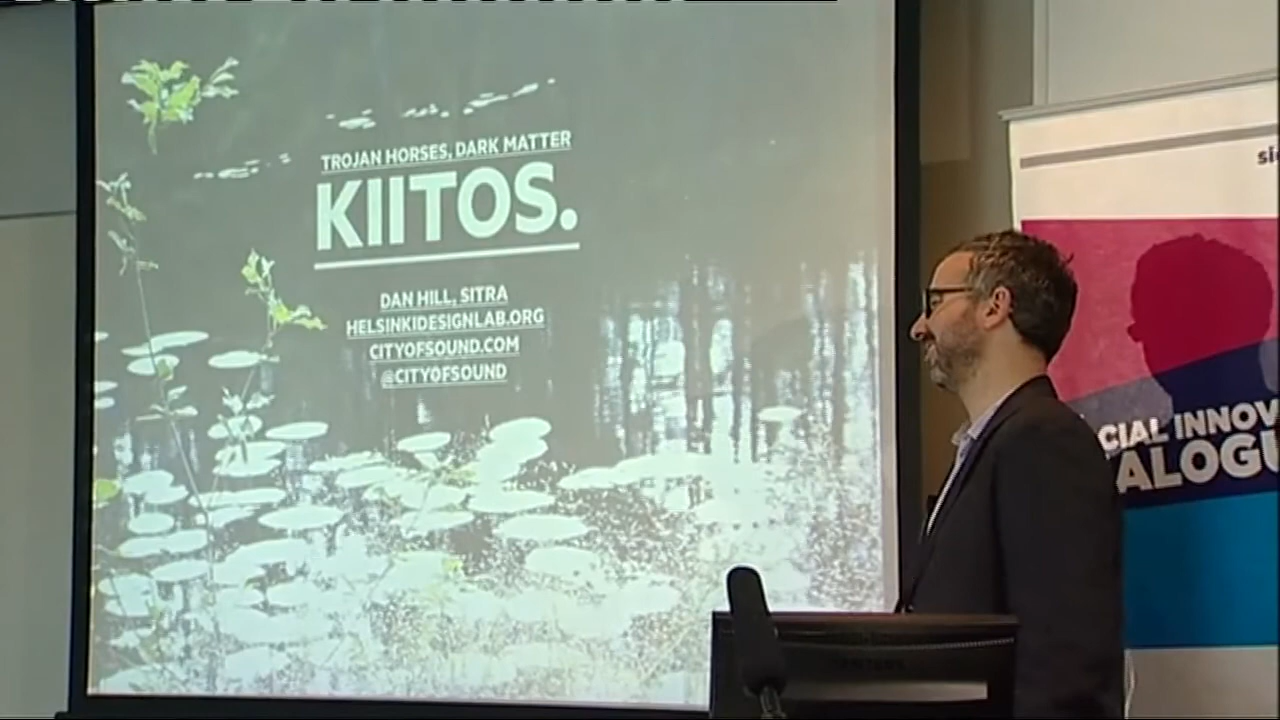 TROJAN HORSES, DARK MATTER
KIITOS.
DAN HILL, SITRA
HELSINKIDESIGNLAB.ORG
CITYOFSOUND.COM
@CITYOFSOUND
CIAL INNOV
ALOGU